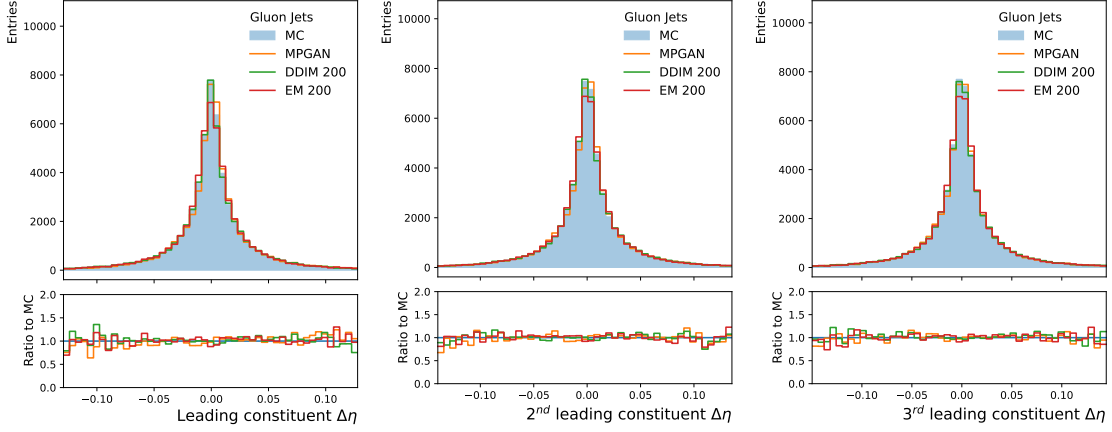 Entries
10000
8000
6000
4000
2000
0
Gluon Jets
MC
MPGAN
DDIM 200
EM 200
Ratio to MC
2.0
1.5
1.0
0.5
0.0
−0.10
−0.05
0.00
0.05
0.10
Leading constituent Δη
Entries
10000
8000
6000
4000
2000
0
Gluon Jets
MC
MPGAN
DDIM 200
EM 200
Ratio to MC
2.0
1.5
1.0
0.5
0.0
−0.10
−0.05
0.00
0.05
0.10
2nd leading constituent Δη
Entries
10000
8000
6000
4000
2000
0
Gluon Jets
MC
MPGAN
DDIM 200
EM 200
Ratio to MC
2.0
1.5
1.0
0.5
0.0
−0.10
−0.05
0.00
0.05
0.10
3rd leading constituent Δη